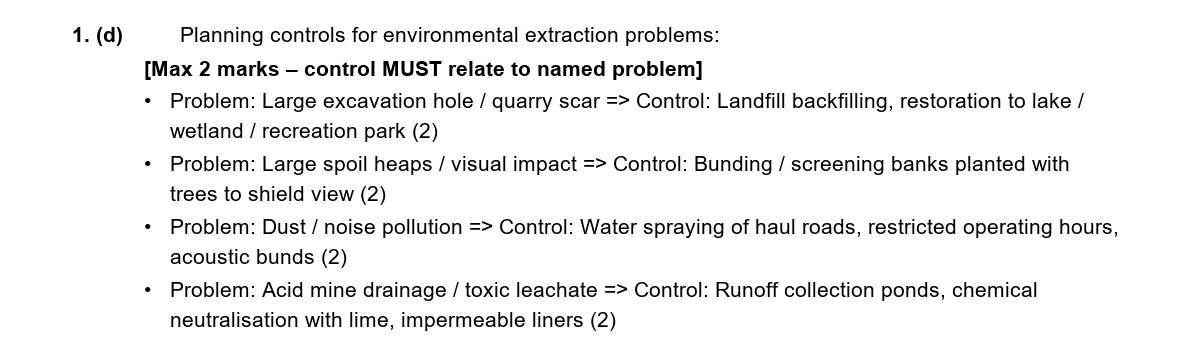 1. (d) Planning controls for environmental extraction problems:
[Max 2 marks – control MUST relate to named problem]
• Problem: Large excavation hole / quarry scar => Control: Landfill backfilling, restoration to lake /
wetland / recreation park (2)
• Problem: Large spoil heaps / visual impact => Control: Bunding / screening banks planted with
trees to shield view (2)
• Problem: Dust / noise pollution => Control: Water spraying of haul roads, restricted operating hours,
acoustic bunds (2)
• Problem: Acid mine drainage / toxic leachate => Control: Runoff collection ponds, chemical
neutralisation with lime, impermeable liners (2)